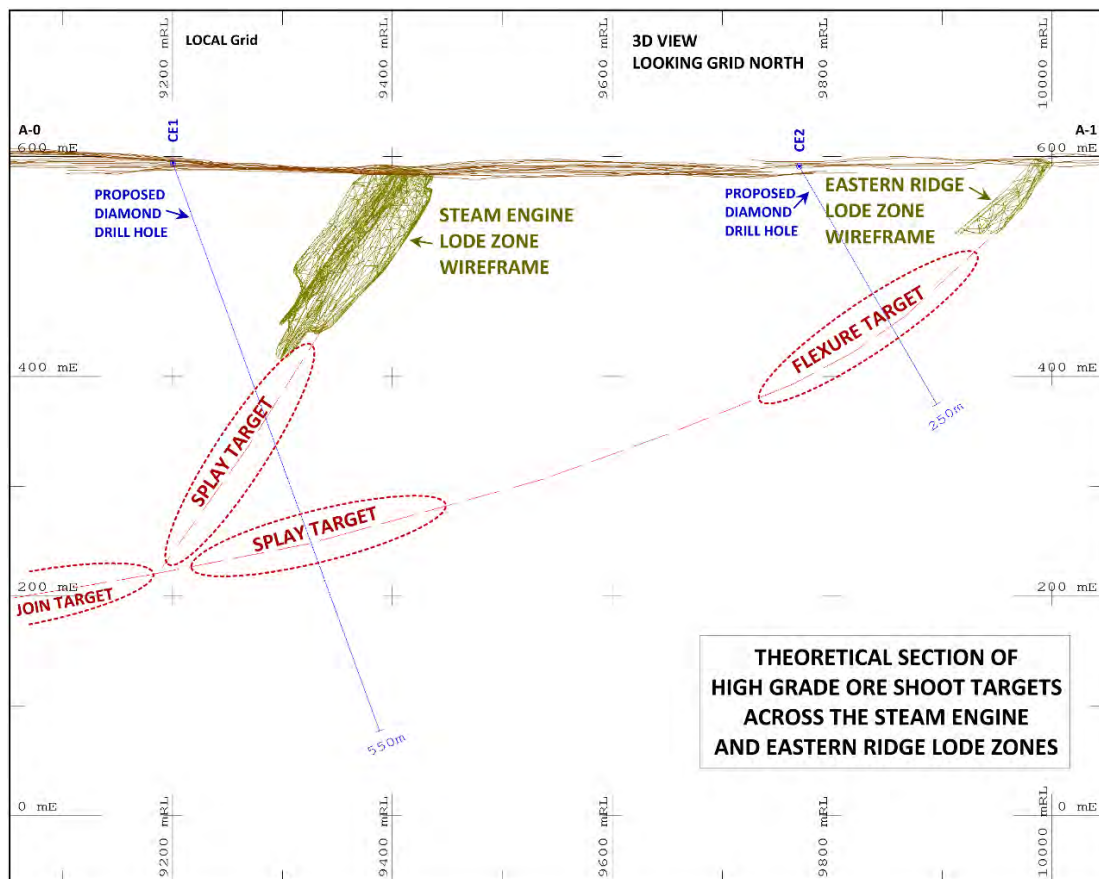 LOCAL Grid
3D VIEW
LOOKING GRID NORTH
9200 mRL
9400 mRL
9600 mRL
9800 mRL
10000 mRL
A-0
CE1
CE2
A-1
600 mE
600 mE
PROPOSED
DIAMOND
DRILL HOLE
STEAM ENGINE
LODE ZONE
WIREFRAME
PROPOSED
DIAMOND
DRILL HOLE
EASTERN RIDGE
LODE ZONE
WIREFRAME
FLEXURE TARGET
400 mE
400 mE
250m
SPLAY TARGET
SPLAY TARGET
JOIN TARGET
200 mE
200 mE
550m
THEORETICAL SECTION OF
HIGH GRADE ORE SHOOT TARGETS
ACROSS THE STEAM ENGINE
AND EASTERN RIDGE LODE ZONES
0 mE
0 mE
9200 mRL
9400 mRL
9600 mRL
9800 mRL
10000 mRL